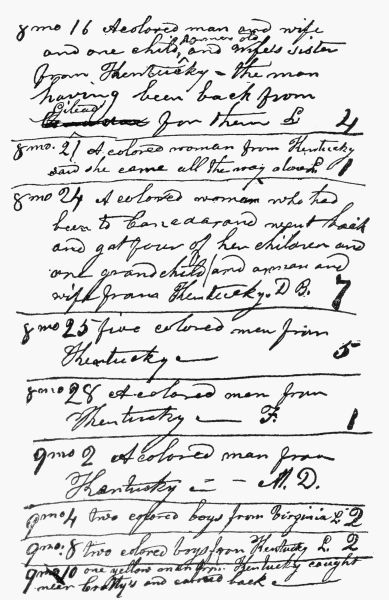 8 mo 16 A colored man and wife
6 mos old
and one child, and wife's sister
from Kentucky – the man
having been back from
Gilead
Canada for them L 4
8 mo. 21 A colored woman from Kentucky
said she came all the way alone L 1
8 mo 24 A colored woman who had
been to Canada and went back
and got four of her children and
one grandchild, and a man and
wife from Kentucky. D B. 7
8 mo 25 five colored men from
Kentucky — 5
8 mo 28 A colored man from
Kentucky — F. 1
9 mo 2 A colored man from
Kentucky — – M. D.
9 mo 4 two colored boys from Virginia L 2
9 mo. 8 two colored boys from Kentucky L. 2
9 mo 10 one yellow man from Kentucky caught
near and carried back —